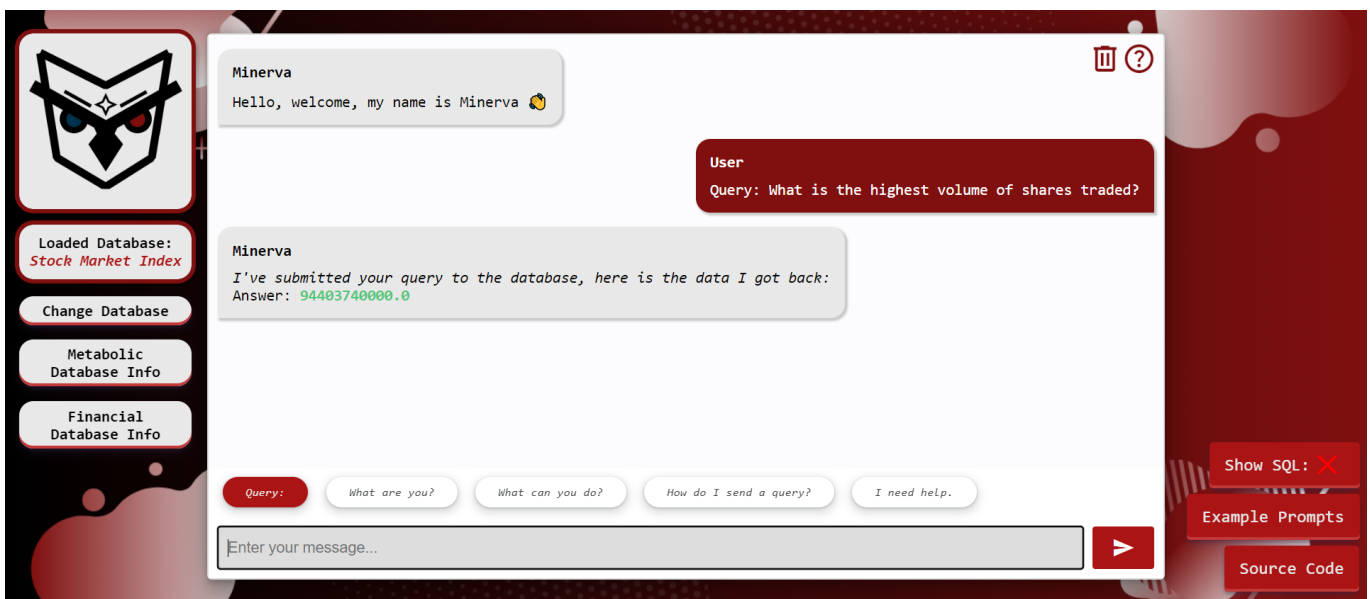 Minerva
Hello, welcome, my name is Minerva 👏
User
Query: What is the highest volume of shares traded?
Minerva
I've submitted your query to the database, here is the data I got back:
Answer: 94403740000.0
Loaded Database:
Stock Market Index
Change Database
Metabolic
Database Info
Financial
Database Info
Query:
What are you?
What can you do?
How do I send a query?
I need help.
Enter your message...
Show SQL: ❌
Example Prompts
Source Code